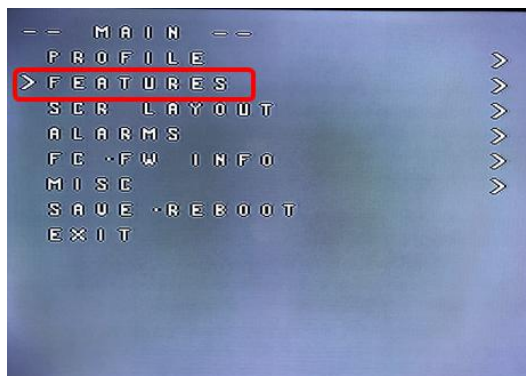 -- MAIN --
PROFILE >
> FEATURES >
SCR LAYOUT >
ALARMS >
FC·FW INFO >
MISC >
SAVE·REBOOT
EXIT